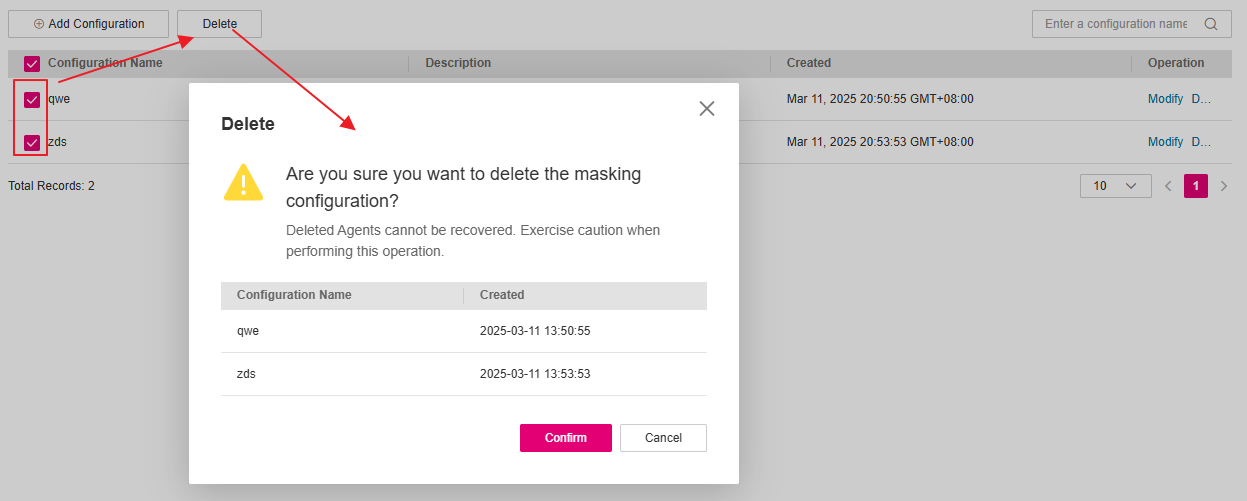 Add Configuration
Delete
Enter a configuration name
Configuration Name
Description
Created
Operation
qwe
Mar 11, 2025 20:50:55 GMT+08:00
Modify D...
zds
Mar 11, 2025 20:53:53 GMT+08:00
Modify D...
Total Records: 2
10
1
Delete
Are you sure you want to delete the masking
configuration?
Deleted Agents cannot be recovered. Exercise caution when
performing this operation.
Configuration Name
Created
qwe
2025-03-11 13:50:55
zds
2025-03-11 13:53:53
Confirm
Cancel